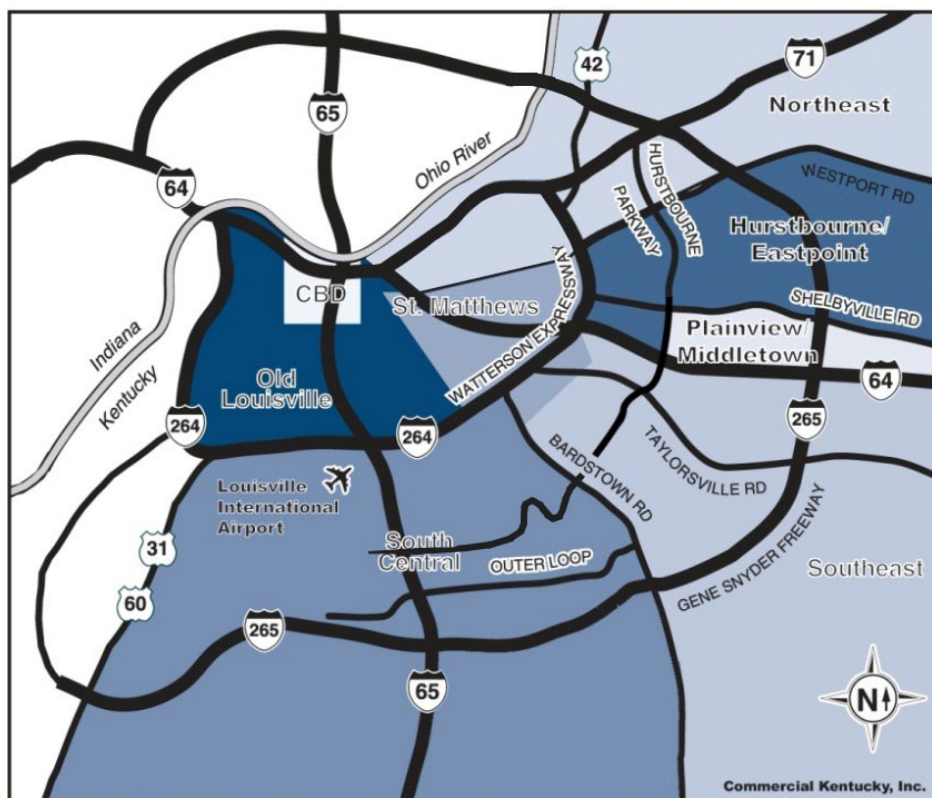 42
71
65
Northeast
Ohio River
64
HURSTBOURNE
PARKWAY
WESTPORT RD
Hurstbourne/
Eastpoint
CBD
St. Matthews
WATTERSON EXPRESSWAY
SHELBYVILLE RD
Plainview/
Middletown
Indiana
Kentucky
Old
Louisville
64
264
264
265
BARDSTOWN RD
TAYLORSVILLE RD
Louisville
International
Airport
31
South
Central
OUTER LOOP
GENE SNYDER FREEWAY
Southeast
60
265
65
N
Commercial Kentucky, Inc.